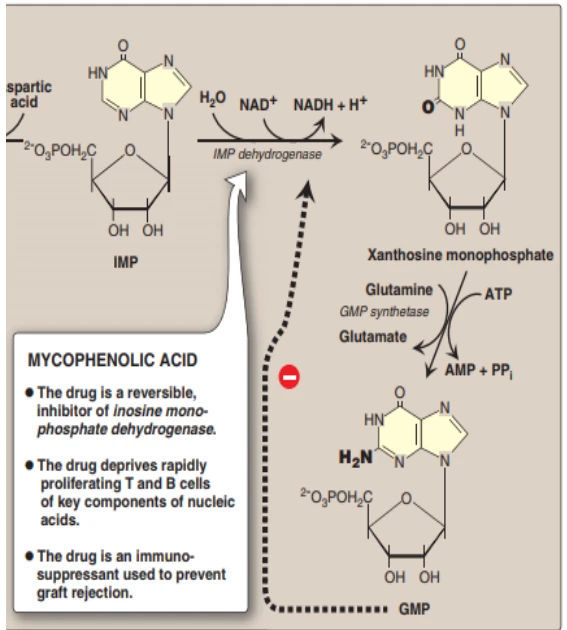 spartic
acid
O
HN
N
N
N
2-O3POH2C
O
OH OH
IMP
H2O NAD+ NADH + H+
IMP dehydrogenase
O
HN
N
O
N
H
N
2-O3POH2C
O
OH OH
Xanthosine monophosphate
Glutamine
ATP
GMP synthetase
Glutamate
AMP + PPi
MYCOPHENOLIC ACID
● The drug is a reversible,
inhibitor of inosine mono-
phosphate dehydrogenase.
● The drug deprives rapidly
proliferating T and B cells
of key components of nucleic
acids.
● The drug is an immuno-
suppressant used to prevent
graft rejection.
O
HN
N
H2N
N
N
2-O3POH2C
O
OH OH
GMP